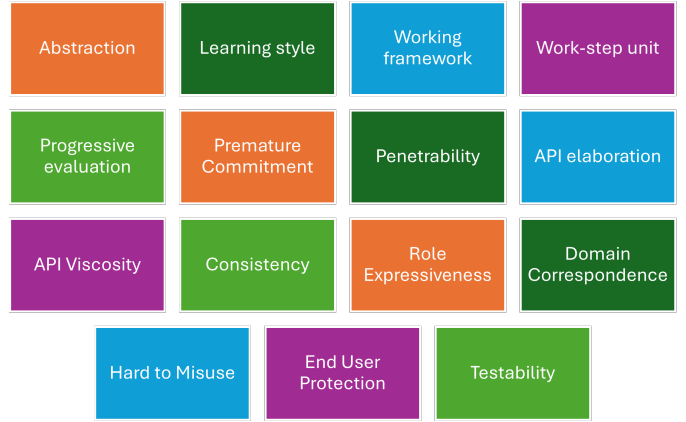 Abstraction
Learning style
Working
framework
Work-step unit
Progressive
evaluation
Premature
Commitment
Penetrability
API elaboration
API Viscosity
Consistency
Role
Expressiveness
Domain
Correspondence
Hard to Misuse
End User
Protection
Testability